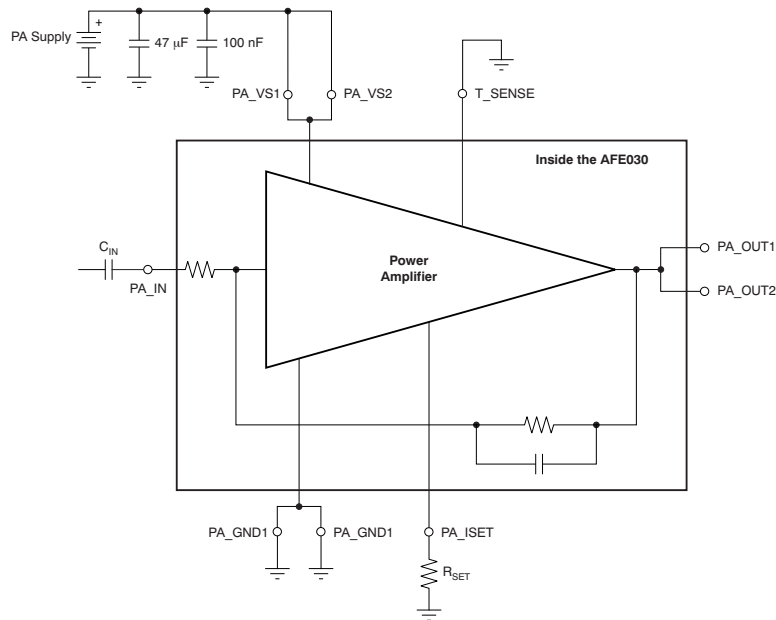 PA Supply
+
47 μF
100 nF
PA_VS1
PA_VS2
T_SENSE
Inside the AFE030
C_IN
PA_IN
Power
Amplifier
PA_OUT1
PA_OUT2
PA_GND1
PA_GND1
PA_ISET
R_SET